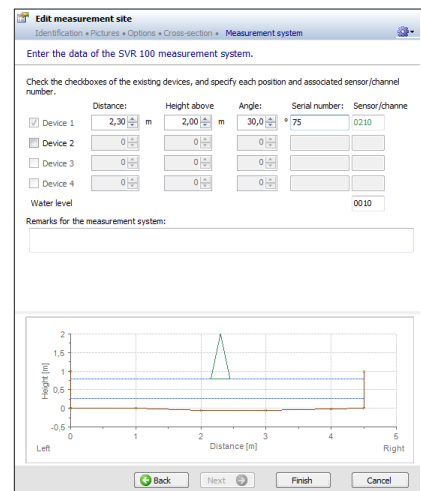 Edit measurement site
Identification • Pictures • Options • Cross-section • Measurement system
Enter the data of the SVR 100 measurement system.
Check the checkboxes of the existing devices, and specify each position and associated sensor/channel
number.
Distance: Height above Angle: Serial number: Sensor/channe
Device 1 2,30 m 2,00 m 30,0 ° 75 0210
Device 2 0 0 0
Device 3 0 0 0
Device 4 0 0 0
Water level 0010
Remarks for the measurement system:
2
1,5
1
0,5
0
-0,5
Height [m]
0 1 2 3 4 5
Left Distance [m] Right
Back Next Finish Cancel